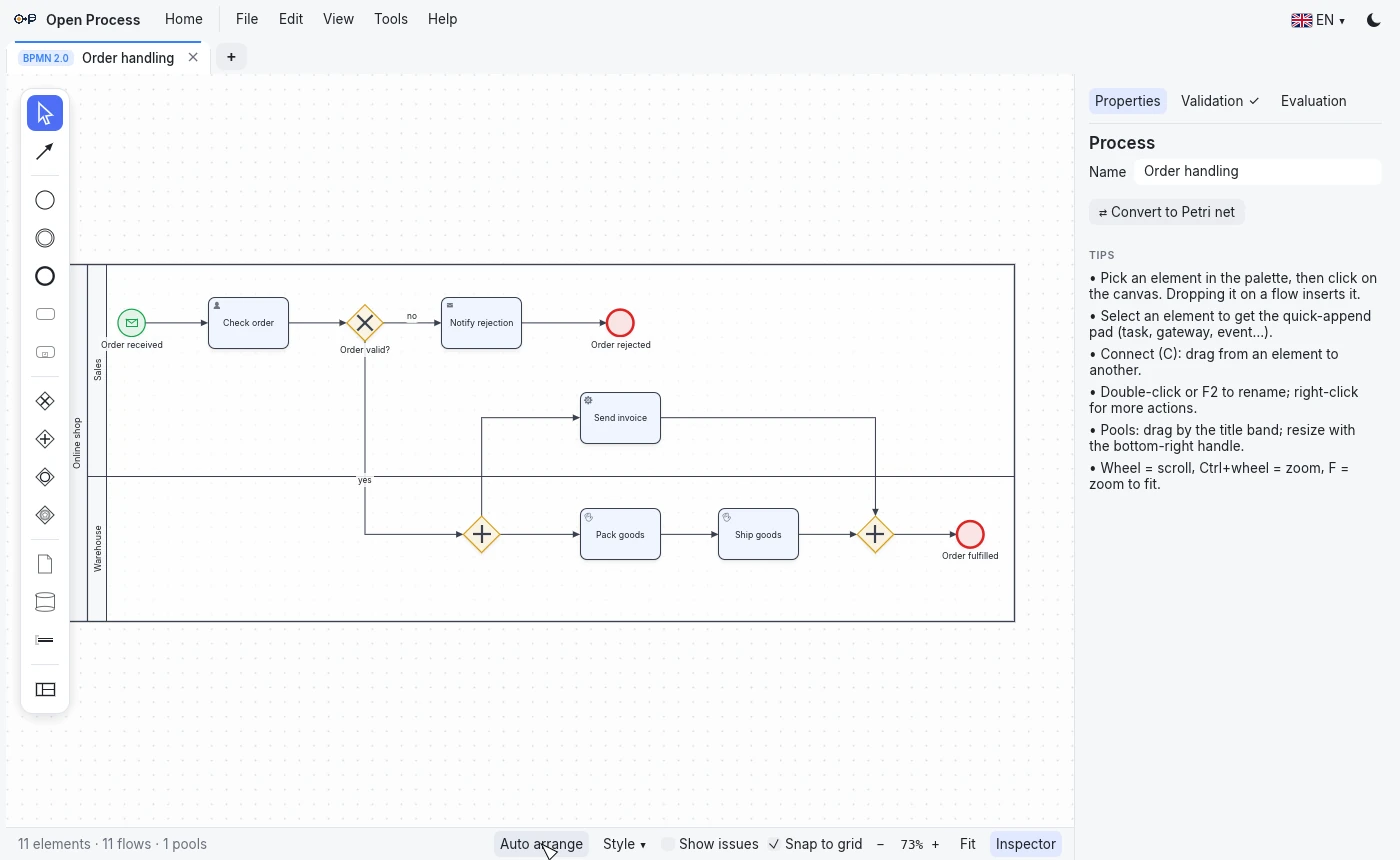 Open Process Home File Edit View Tools Help EN ▾
BPMN 2.0 Order handling ✕ +
Properties Validation ✓ Evaluation
Process
Name Order handling
⇄ Convert to Petri net
TIPS
• Pick an element in the palette, then click on
the canvas. Dropping it on a flow inserts it.
• Select an element to get the quick-append
pad (task, gateway, event…).
• Connect (C): drag from an element to
another.
• Double-click or F2 to rename; right-click
for more actions.
• Pools: drag by the title band; resize with
the bottom-right handle.
• Wheel = scroll, Ctrl+wheel = zoom, F =
zoom to fit.
Online shop
Sales
Order received
Check order
Order valid?
no
Notify rejection
Order rejected
Send invoice
yes
Warehouse
Pack goods
Ship goods
Order fulfilled
11 elements · 11 flows · 1 pools Auto arrange Style ▾ Show issues ✓ Snap to grid − 73% + Fit Inspector